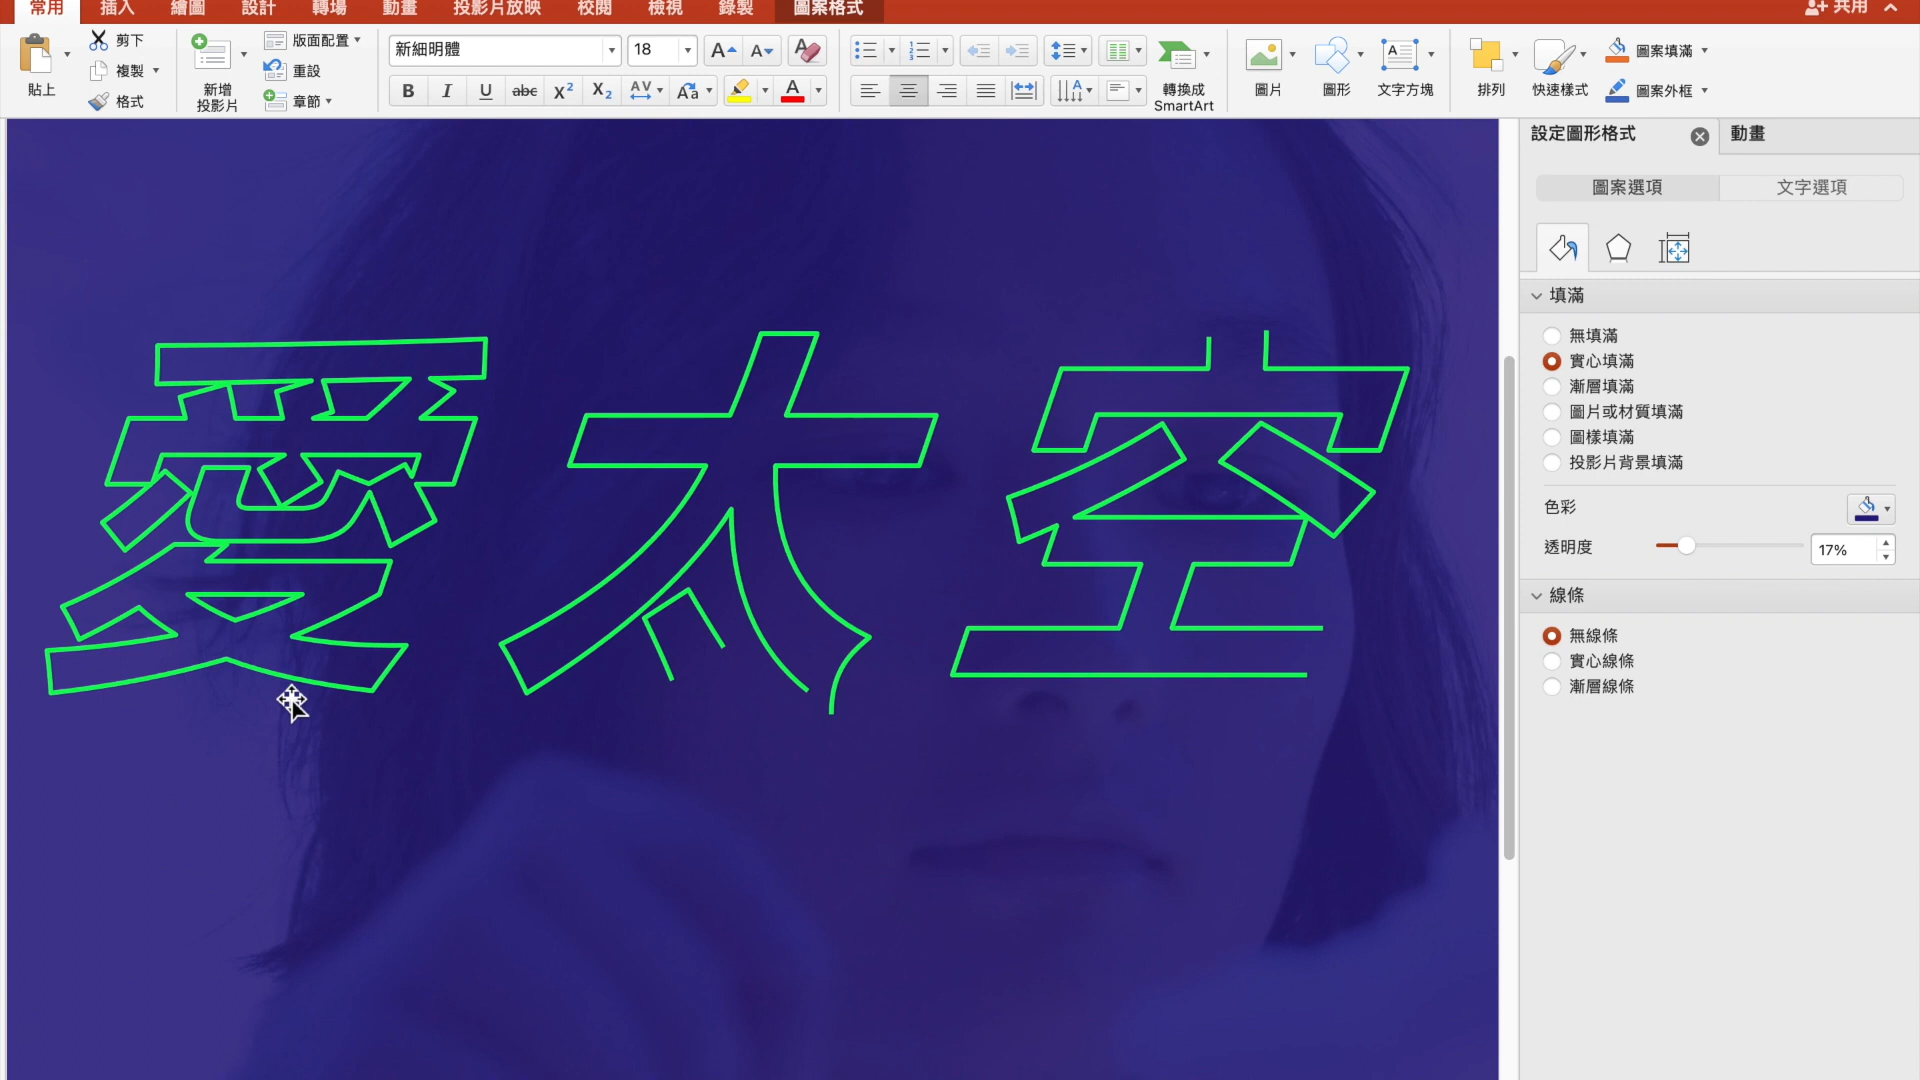 常用 插入 繪圖 設計 轉場 動畫 投影片放映 校閱 檢視 錄製 圖案格式 共用
剪下 版面配置 新細明體 18 圖案填滿
複製 重設
貼上 新增 轉換成 圖片 圖形 文字方塊 排列 快速樣式 圖案外框
格式 投影片 章節 SmartArt
設定圖形格式 動畫
圖案選項 文字選項
填滿
無填滿
實心填滿
漸層填滿
圖片或材質填滿
圖樣填滿
投影片背景填滿
色彩
透明度 17%
線條
無線條
實心線條
漸層線條
愛太空